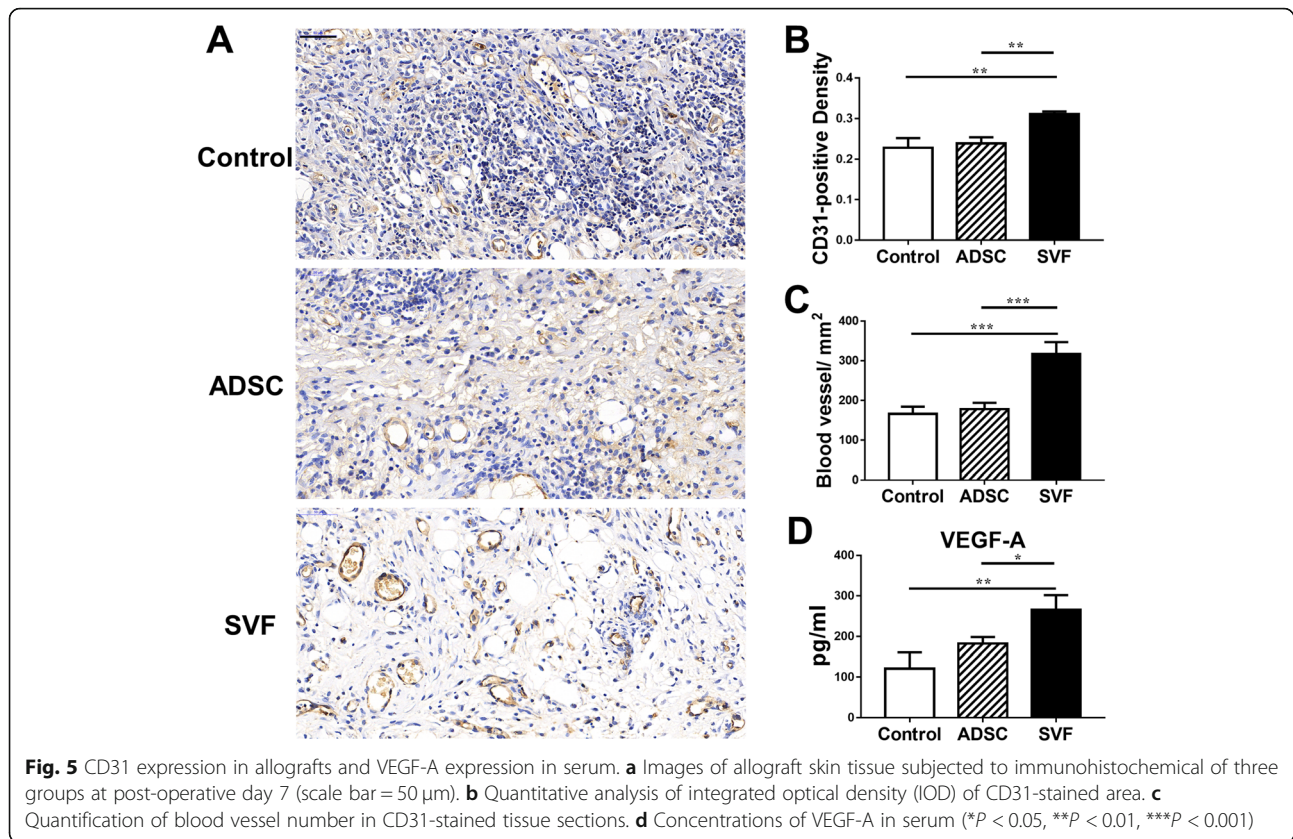 A
Control
ADSC
SVF
B
**
**
CD31-positive Density
0.4
0.3
0.2
0.1
0.0
Control ADSC SVF
C
***
***
Blood vessel/ mm²
400
300
200
100
0
Control ADSC SVF
D
VEGF-A
*
**
pg/ml
400
300
200
100
0
Control ADSC SVF
Fig. 5 CD31 expression in allografts and VEGF-A expression in serum. a Images of allograft skin tissue subjected to immunohistochemical of three
groups at post-operative day 7 (scale bar = 50 μm). b Quantitative analysis of integrated optical density (IOD) of CD31-stained area. c
Quantification of blood vessel number in CD31-stained tissue sections. d Concentrations of VEGF-A in serum (*P < 0.05, **P < 0.01, ***P < 0.001)